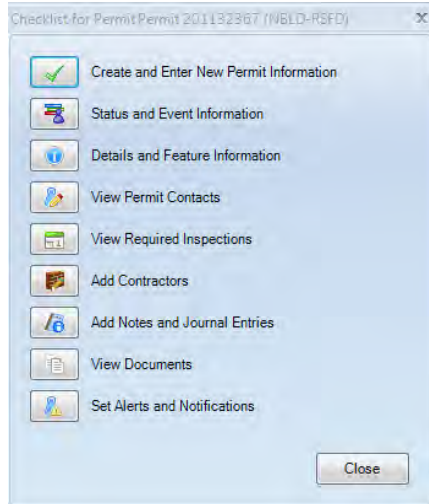 Checklist for PermitPermit 201132367 (NBLD-RSFD)
x
Create and Enter New Permit Information
Status and Event Information
Details and Feature Information
View Permit Contacts
View Required Inspections
Add Contractors
Add Notes and Journal Entries
View Documents
Set Alerts and Notifications
Close